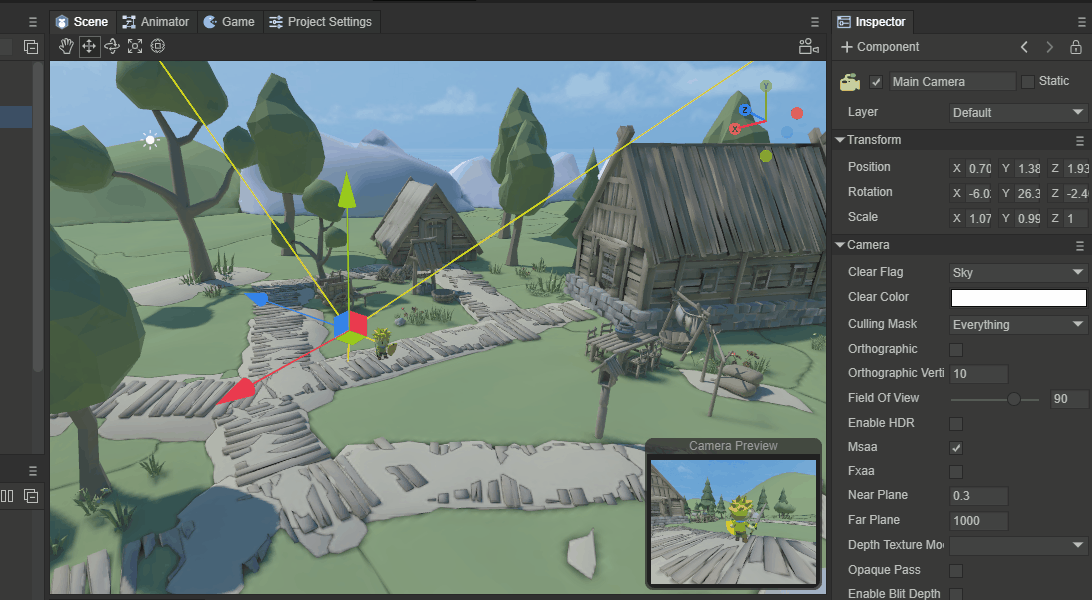 Scene
Animator
Game
Project Settings
Y
Z
X
Camera Preview
Inspector
Component
Main Camera
Static
Layer Default
Transform
Position X 0.70 Y 1.38 Z 1.93
Rotation X -6.0 Y 26.3 Z -2.4
Scale X 1.07 Y 0.99 Z 1
Camera
Clear Flag Sky
Clear Color
Culling Mask Everything
Orthographic
Orthographic Verti 10
Field Of View 90
Enable HDR
Msaa
Fxaa
Near Plane 0.3
Far Plane 1000
Depth Texture Mo
Opaque Pass
Enable Blit Depth